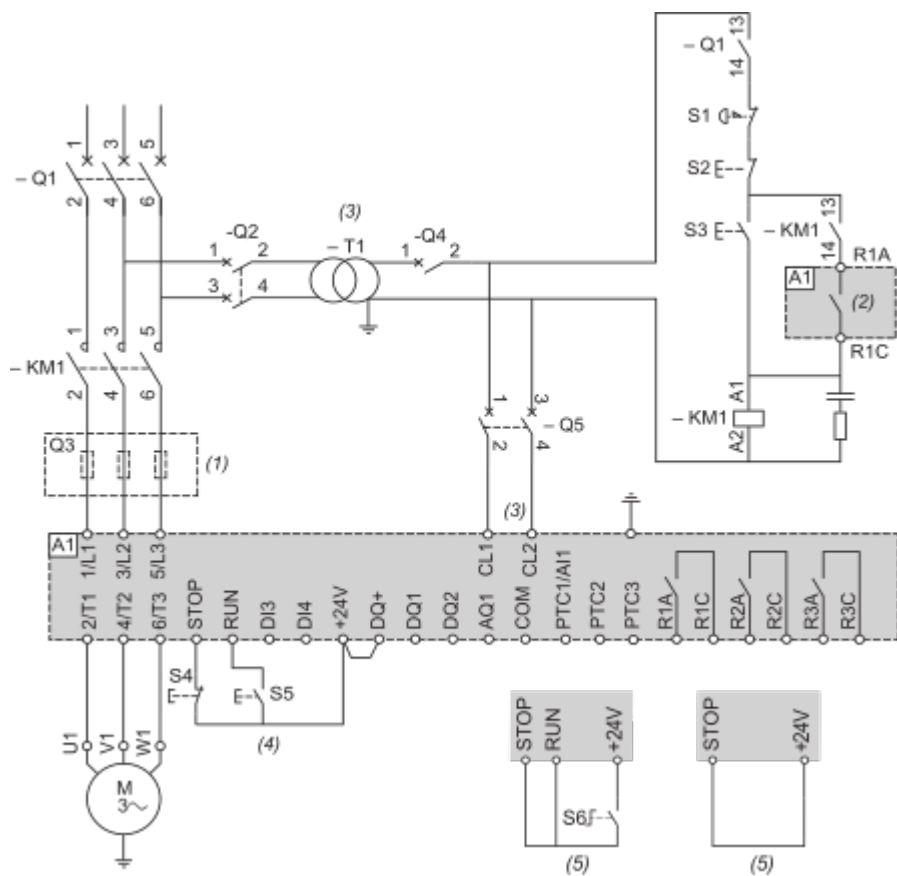 13
– Q1
14
S1
S2
S3
13
– KM1
14
R1A
A1
(2)
R1C
A1
– KM1
A2
1
3
5
– Q1
2
4
6
-Q2
1
2
3
4
(3)
– T1
-Q4
1
2
1
3
5
– KM1
2
4
6
1
3
– Q5
2
4
Q3
(1)
(3)
A1
1/L1
3/L2
5/L3
CL1
CL2
2/T1
4/T2
6/T3
STOP
RUN
DI3
DI4
+24V
DQ+
DQ1
DQ2
AQ1
COM
PTC1/AI1
PTC2
PTC3
R1A
R1C
R2A
R2C
R3A
R3C
S4
S5
(4)
U1
V1
W1
M
3
STOP
RUN
+24V
S6
(5)
STOP
+24V
(5)